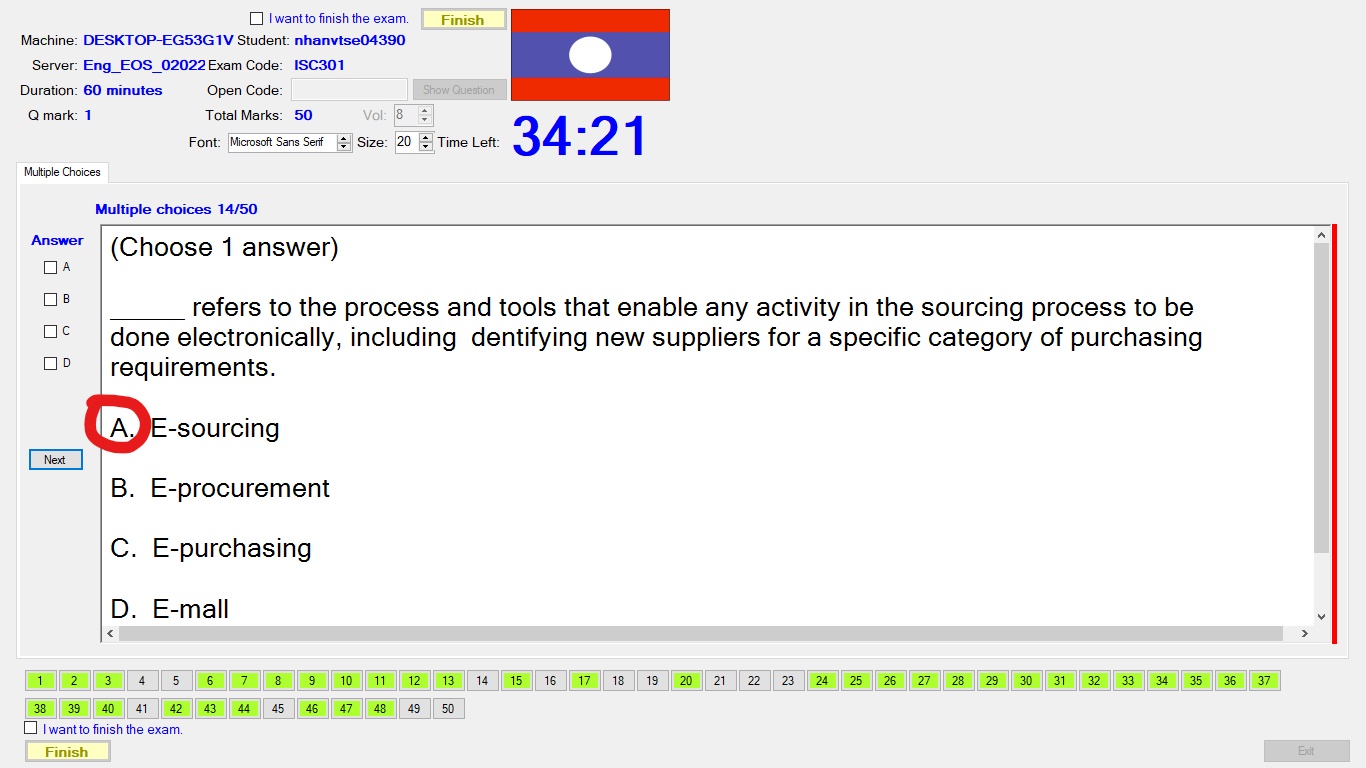 I want to finish the exam.
Finish
Machine: DESKTOP-EG53G1V Student: nhanvtse04390
Server: Eng_EOS_02022 Exam Code: ISC301
Duration: 60 minutes Open Code: Show Question
Q mark: 1 Total Marks: 50 Vol: 8
Font: Microsoft Sans Serif Size: 20 Time Left: 34:21
Multiple Choices
Multiple choices 14/50
Answer
A
B
C
D
Next
(Choose 1 answer)
_____ refers to the process and tools that enable any activity in the sourcing process to be
done electronically, including  dentifying new suppliers for a specific category of purchasing
requirements.
A. E-sourcing
B. E-procurement
C. E-purchasing
D. E-mall
1 2 3 4 5 6 7 8 9 10 11 12 13 14 15 16 17 18 19 20 21 22 23 24 25 26 27 28 29 30 31 32 33 34 35 36 37
38 39 40 41 42 43 44 45 46 47 48 49 50
I want to finish the exam.
Finish
Exit